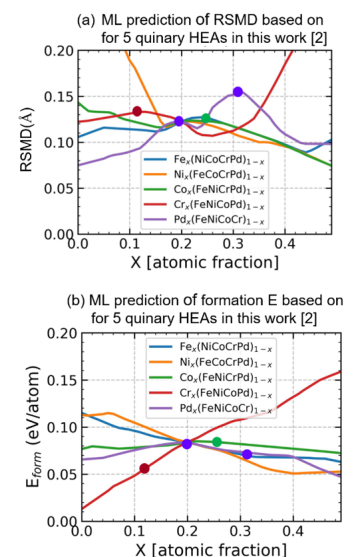 (a) ML prediction of RSMD based on
for 5 quinary HEAs in this work [2]
0.20
0.15
0.10
0.05
0.00
RSMD(Å)
Feₓ(NiCoCrPd)₁₋ₓ
Niₓ(FeCoCrPd)₁₋ₓ
Coₓ(FeNiCrPd)₁₋ₓ
Crₓ(FeNiCoPd)₁₋ₓ
Pdₓ(FeNiCoCr)₁₋ₓ
0.0 0.1 0.2 0.3 0.4
X [atomic fraction]
(b) ML prediction of formation E based on
for 5 quinary HEAs in this work [2]
0.20
0.15
0.10
0.05
0.00
E_form (eV/atom)
Feₓ(NiCoCrPd)₁₋ₓ
Niₓ(FeCoCrPd)₁₋ₓ
Coₓ(FeNiCrPd)₁₋ₓ
Crₓ(FeNiCoPd)₁₋ₓ
Pdₓ(FeNiCoCr)₁₋ₓ
0.0 0.1 0.2 0.3 0.4
X [atomic fraction]